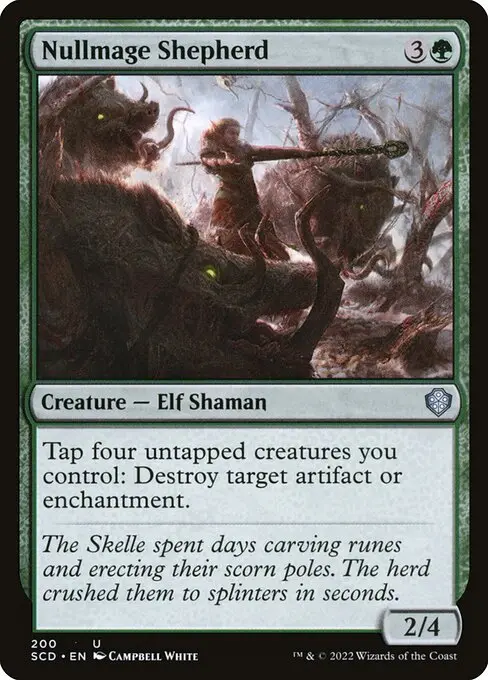 Nullmage Shepherd 3
Creature — Elf Shaman
Tap four untapped creatures you
control: Destroy target artifact or
enchantment.
The Skelle spent days carving runes
and erecting their scorn poles. The herd
crushed them to splinters in seconds.
2/4
200 U
SCD • EN Campbell White ™ & © 2022 Wizards of the Coast